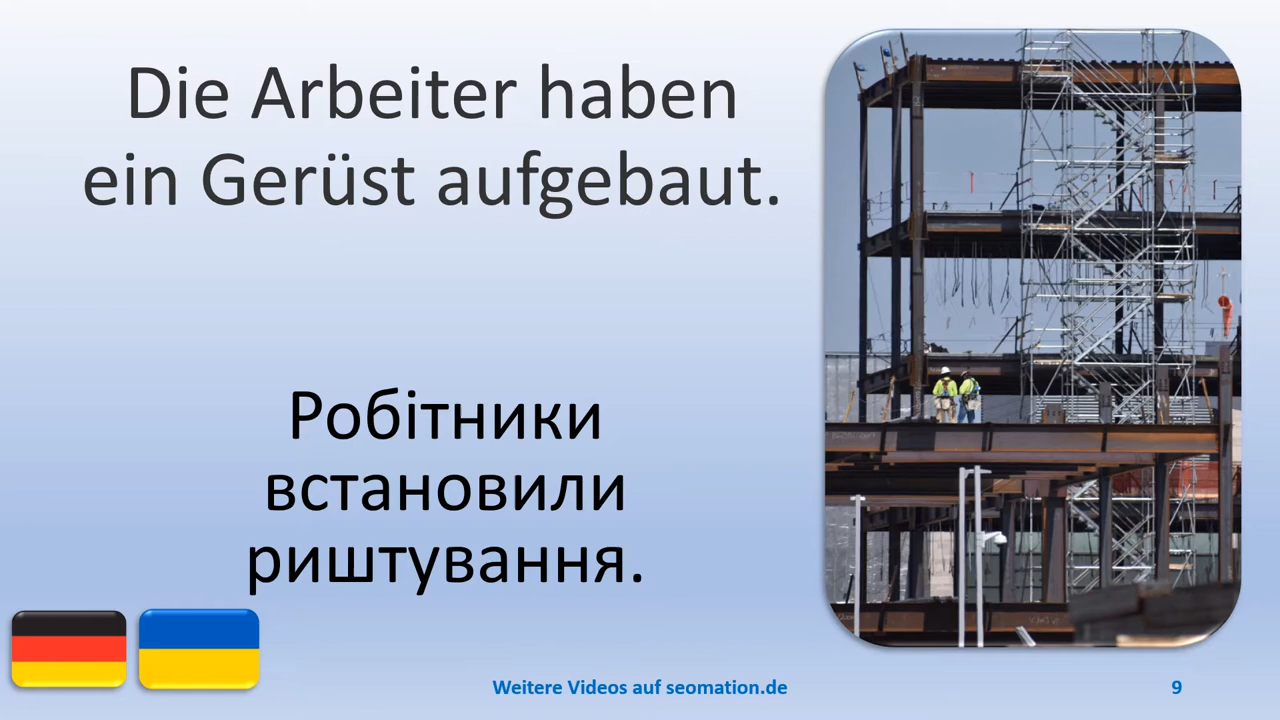 Die Arbeiter haben
ein Gerüst aufgebaut.
Робітники
встановили
риштування.
Weitere Videos auf seomation.de
9